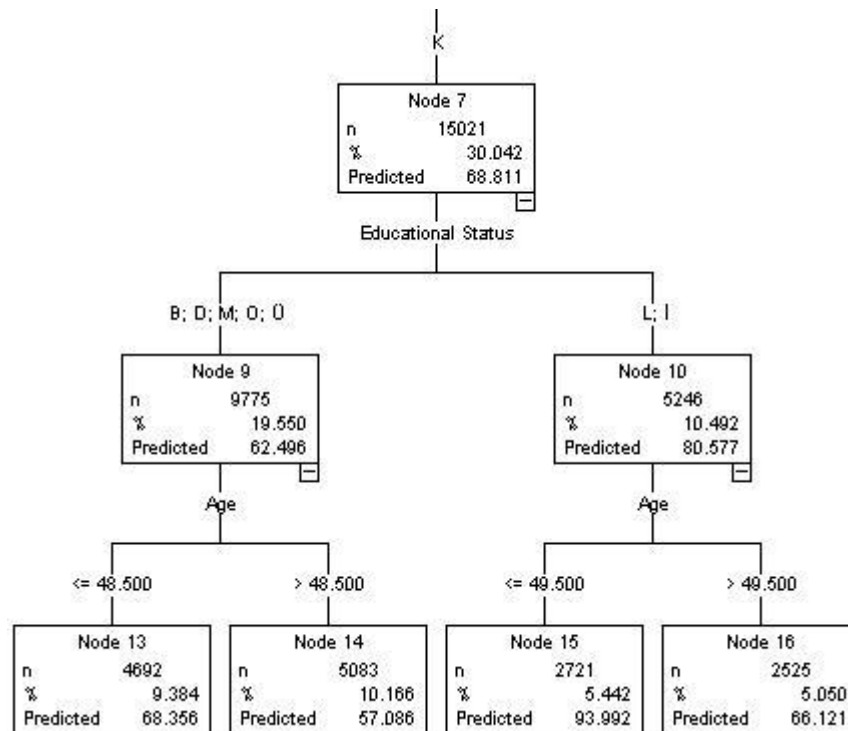 K
Node 7
n 15021
% 30.042
Predicted 68.811
Educational Status
B; D; M; O; Ü
L; İ
Node 9
n 9775
% 19.550
Predicted 62.496
Node 10
n 5246
% 10.492
Predicted 80.577
Age
Age
<= 48.500
> 48.500
<= 49.500
> 49.500
Node 13
n 4692
% 9.384
Predicted 68.356
Node 14
n 5083
% 10.166
Predicted 57.086
Node 15
n 2721
% 5.442
Predicted 93.992
Node 16
n 2525
% 5.050
Predicted 66.121